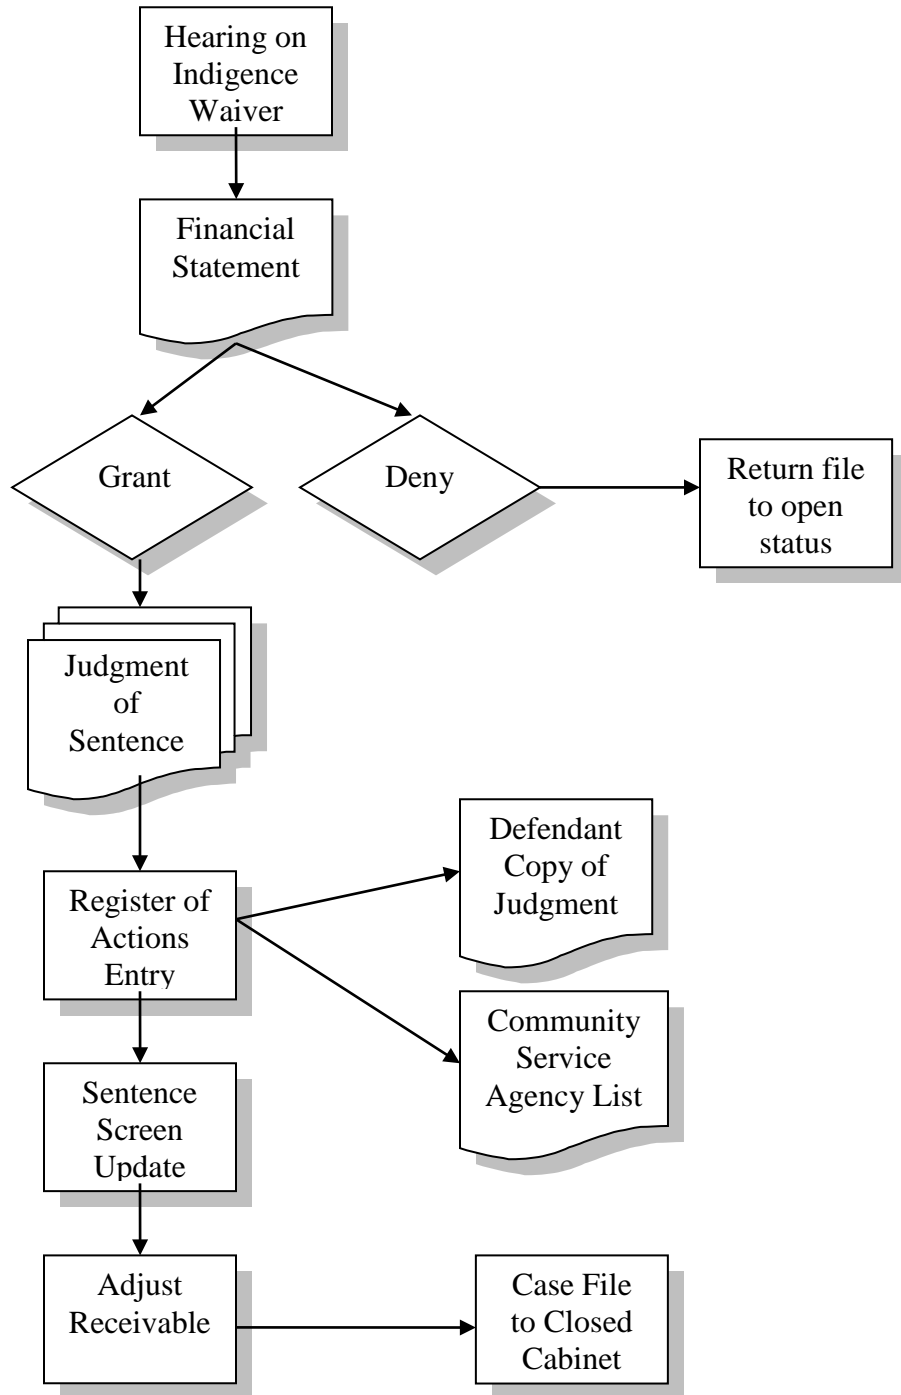 Hearing on
Indigence
Waiver
Financial
Statement
Grant
Deny
Return file
to open
status
Judgment
of
Sentence
Defendant
Copy of
Judgment
Register of
Actions
Entry
Community
Service
Agency List
Sentence
Screen
Update
Adjust
Receivable
Case File
to Closed
Cabinet